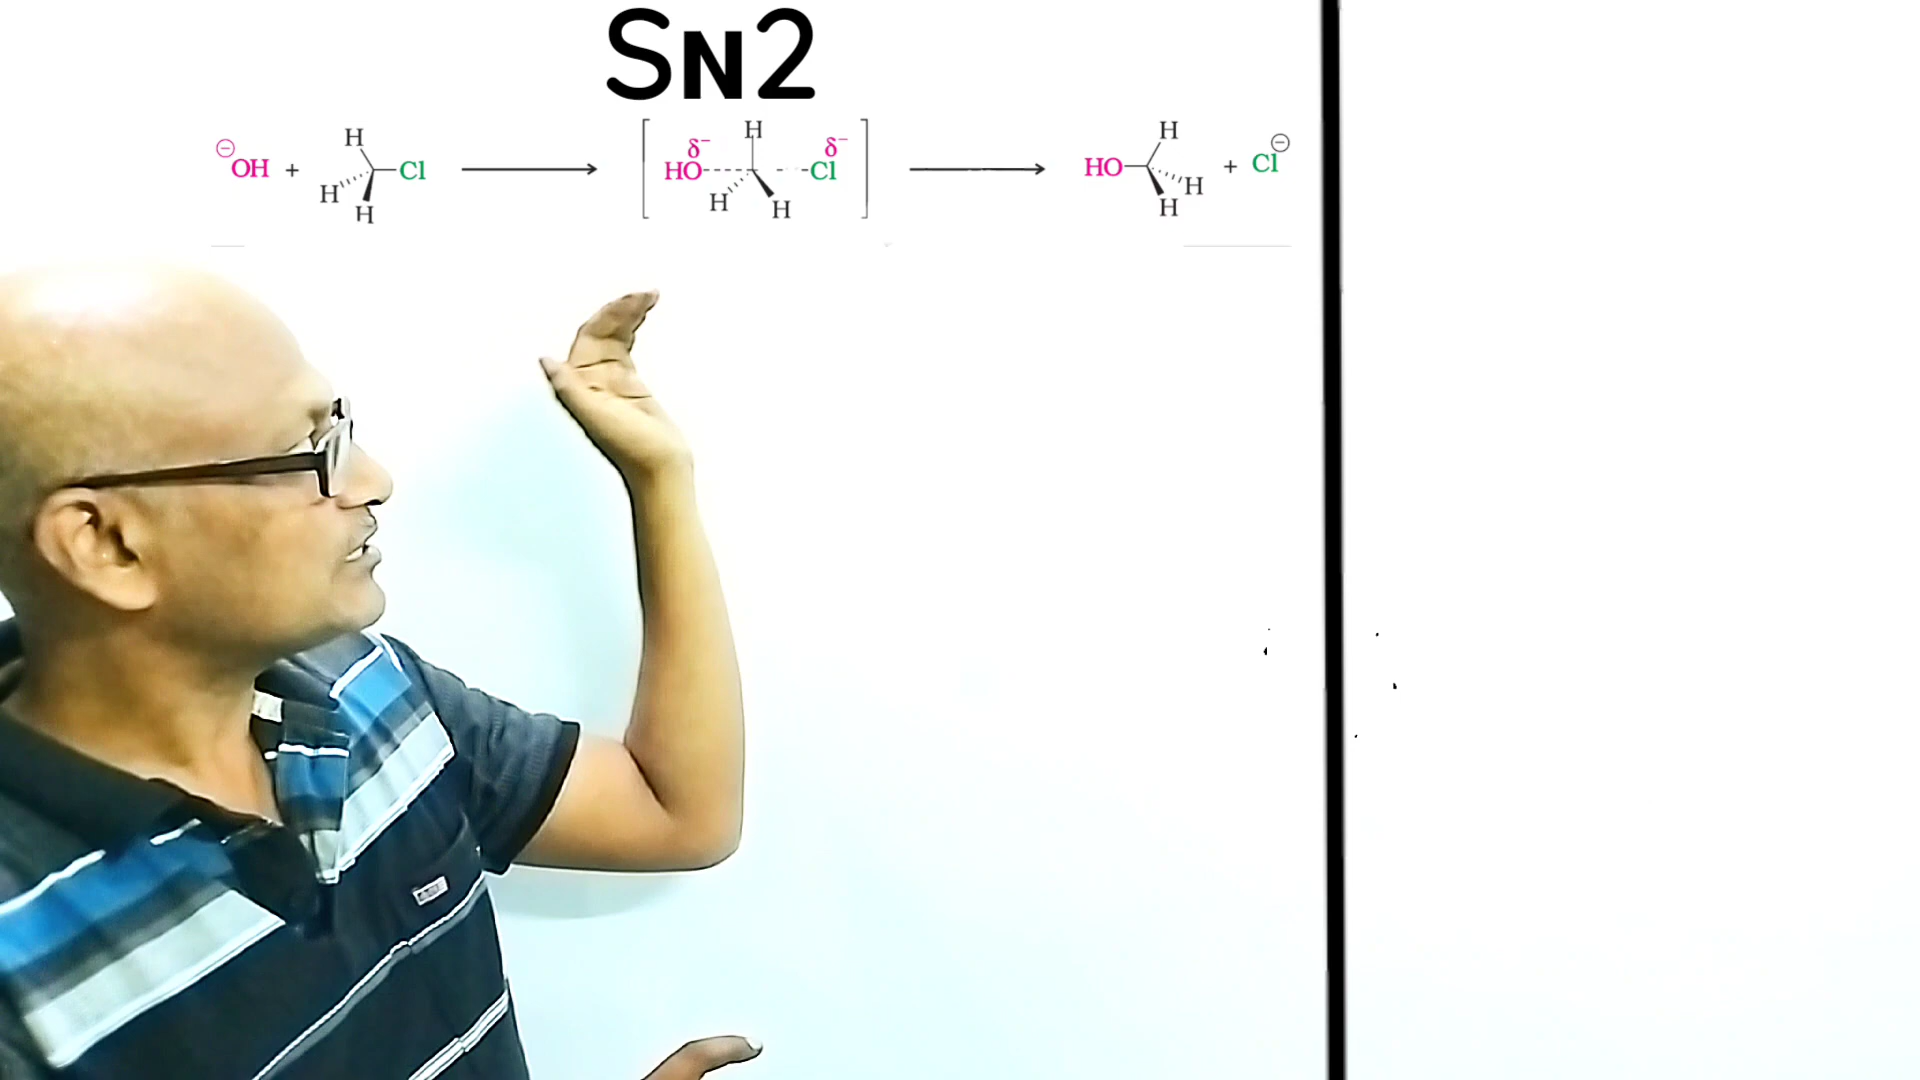 SN2
⊖OH + H H H Cl ⟶ [ HO δ− H H H Cl δ− ] ⟶ HO H H H + Cl⊖